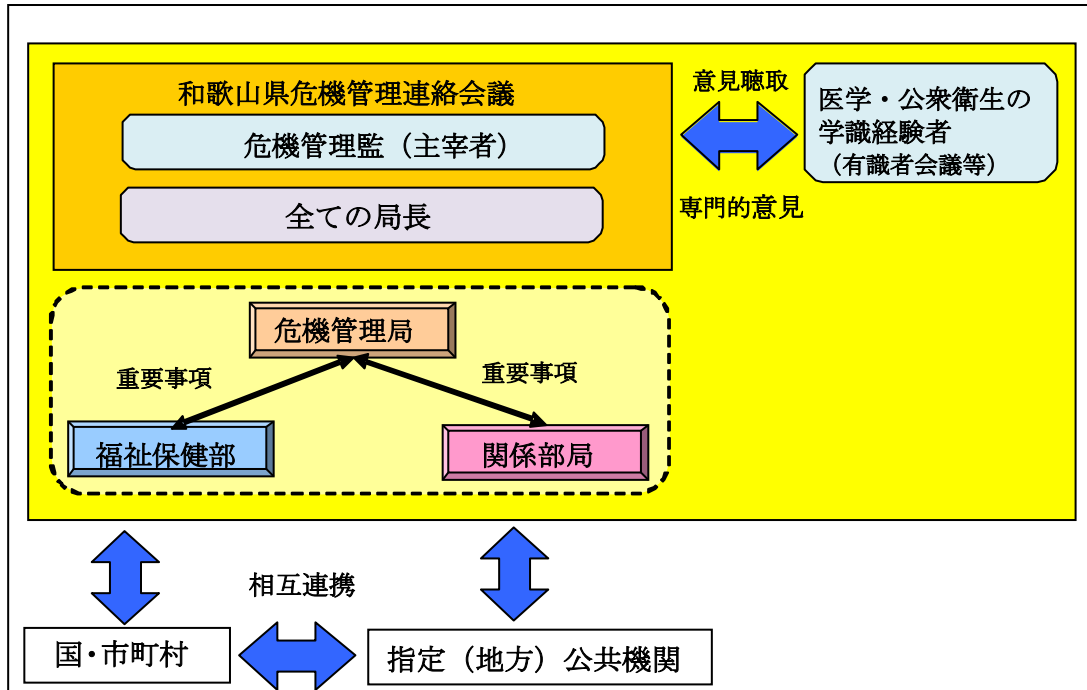 和歌山県危機管理連絡会議
危機管理監（主宰者）
全ての局長
意見聴取
専門的意見
医学・公衆衛生の
学識経験者
（有識者会議等）
危機管理局
重要事項
重要事項
福祉保健部
関係部局
相互連携
国・市町村
指定（地方）公共機関